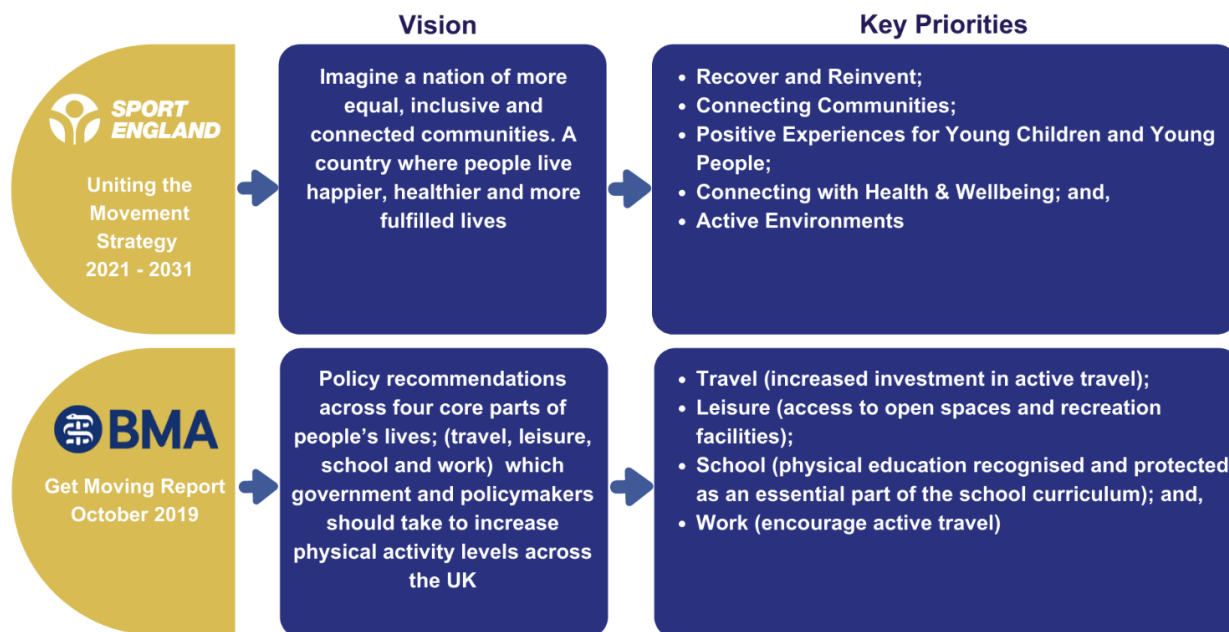 Vision
Key Priorities
SPORT
ENGLAND
Uniting the
Movement
Strategy
2021 - 2031
Imagine a nation of more
equal, inclusive and
connected communities. A
country where people live
happier, healthier and more
fulfilled lives
• Recover and Reinvent;
• Connecting Communities;
• Positive Experiences for Young Children and Young
People;
• Connecting with Health & Wellbeing; and,
• Active Environments
BMA
Get Moving Report
October 2019
Policy recommendations
across four core parts of
people's lives; (travel, leisure,
school and work) which
government and policymakers
should take to increase
physical activity levels across
the UK
• Travel (increased investment in active travel);
• Leisure (access to open spaces and recreation
facilities);
• School (physical education recognised and protected
as an essential part of the school curriculum); and,
• Work (encourage active travel)